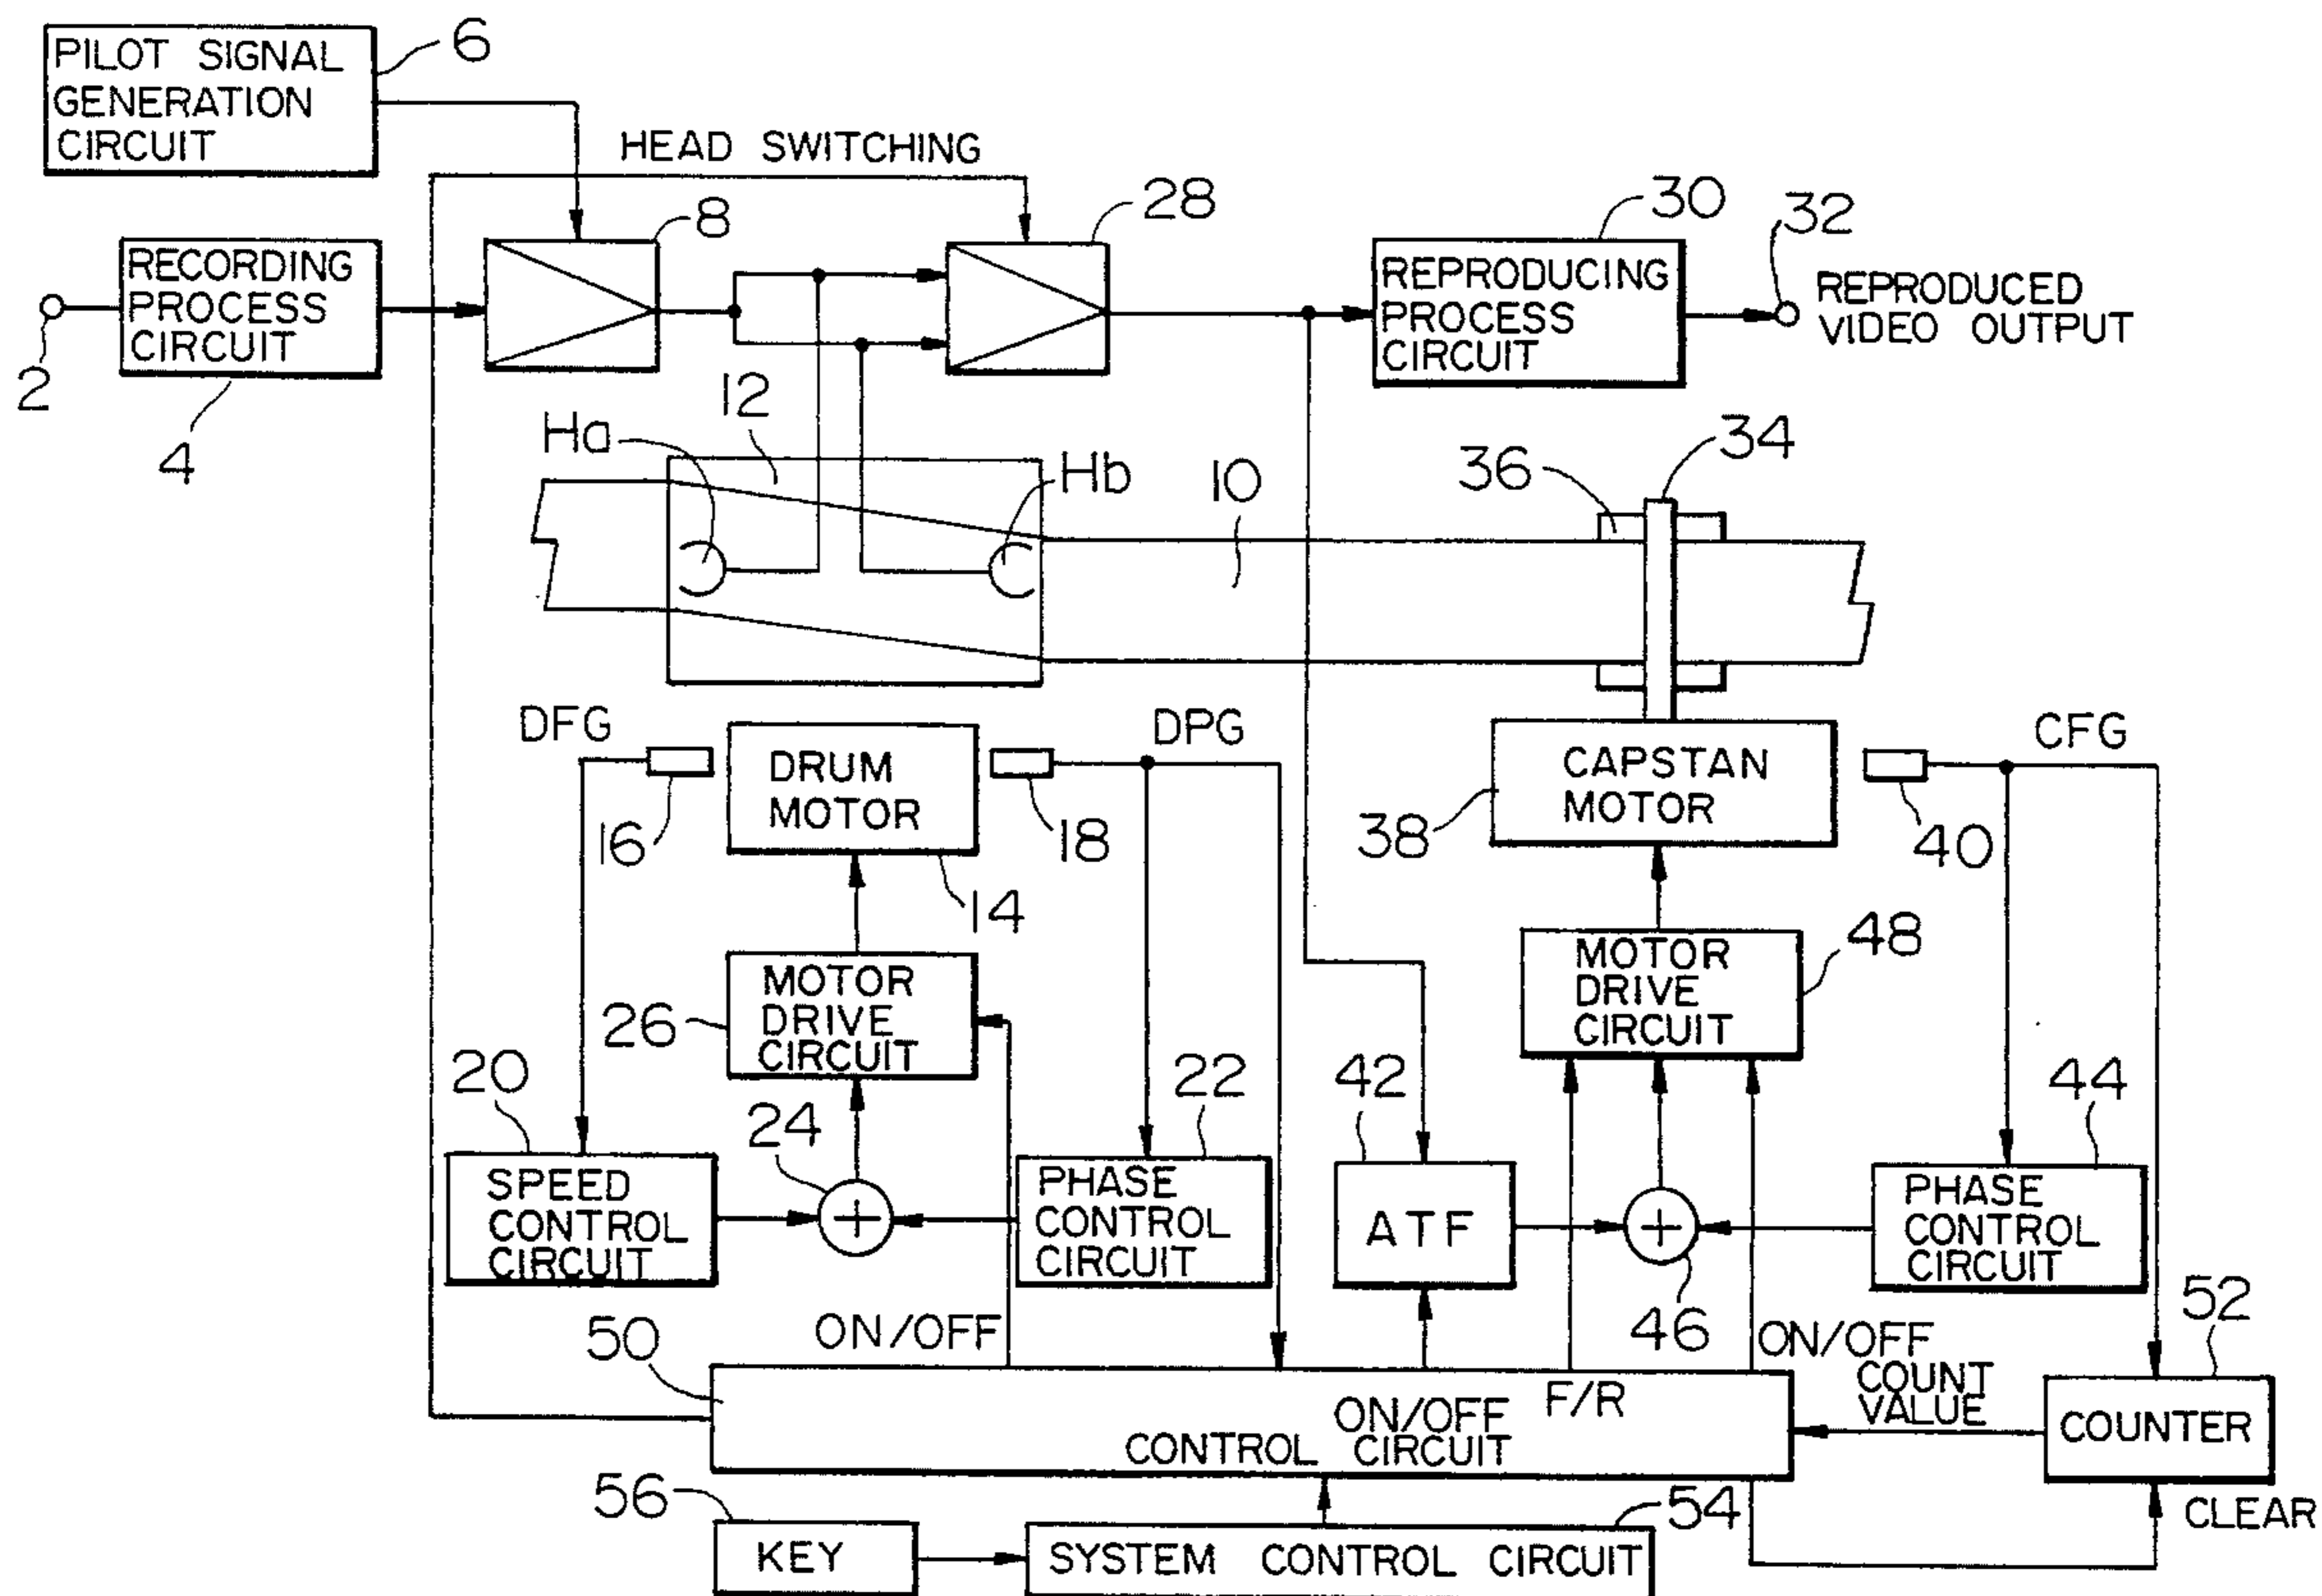 PILOT SIGNAL
GENERATION
CIRCUIT
6
HEAD SWITCHING
8
28
30
32
RECORDING
PROCESS
CIRCUIT
REPRODUCING
PROCESS
CIRCUIT
REPRODUCED
VIDEO OUTPUT
2
4
Ha
12
Hb
10
36
34
DFG
DPG
CFG
DRUM
MOTOR
CAPSTAN
MOTOR
16
18
38
40
14
MOTOR
DRIVE
CIRCUIT
26
MOTOR
DRIVE
CIRCUIT
48
20
24
22
42
44
SPEED
CONTROL
CIRCUIT
PHASE
CONTROL
CIRCUIT
ATF
PHASE
CONTROL
CIRCUIT
46
52
50
ON/OFF
ON/OFF
COUNT
VALUE
F/R
ON/OFF
CONTROL CIRCUIT
COUNTER
56
54
CLEAR
KEY
SYSTEM CONTROL CIRCUIT